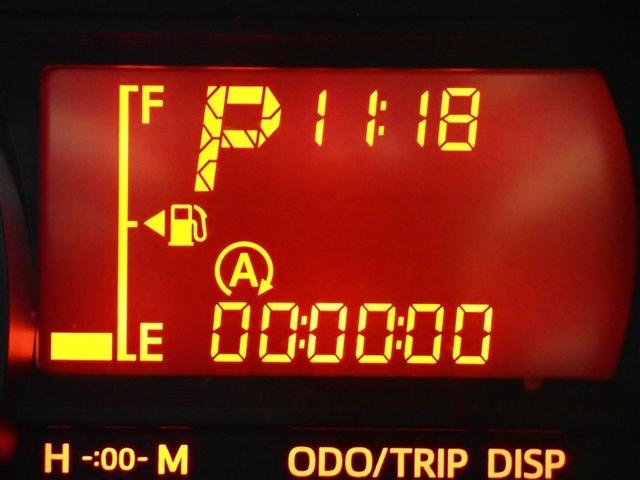 F P 11:18
A
E 00:00:00
H -:00- M ODO/TRIP DISP